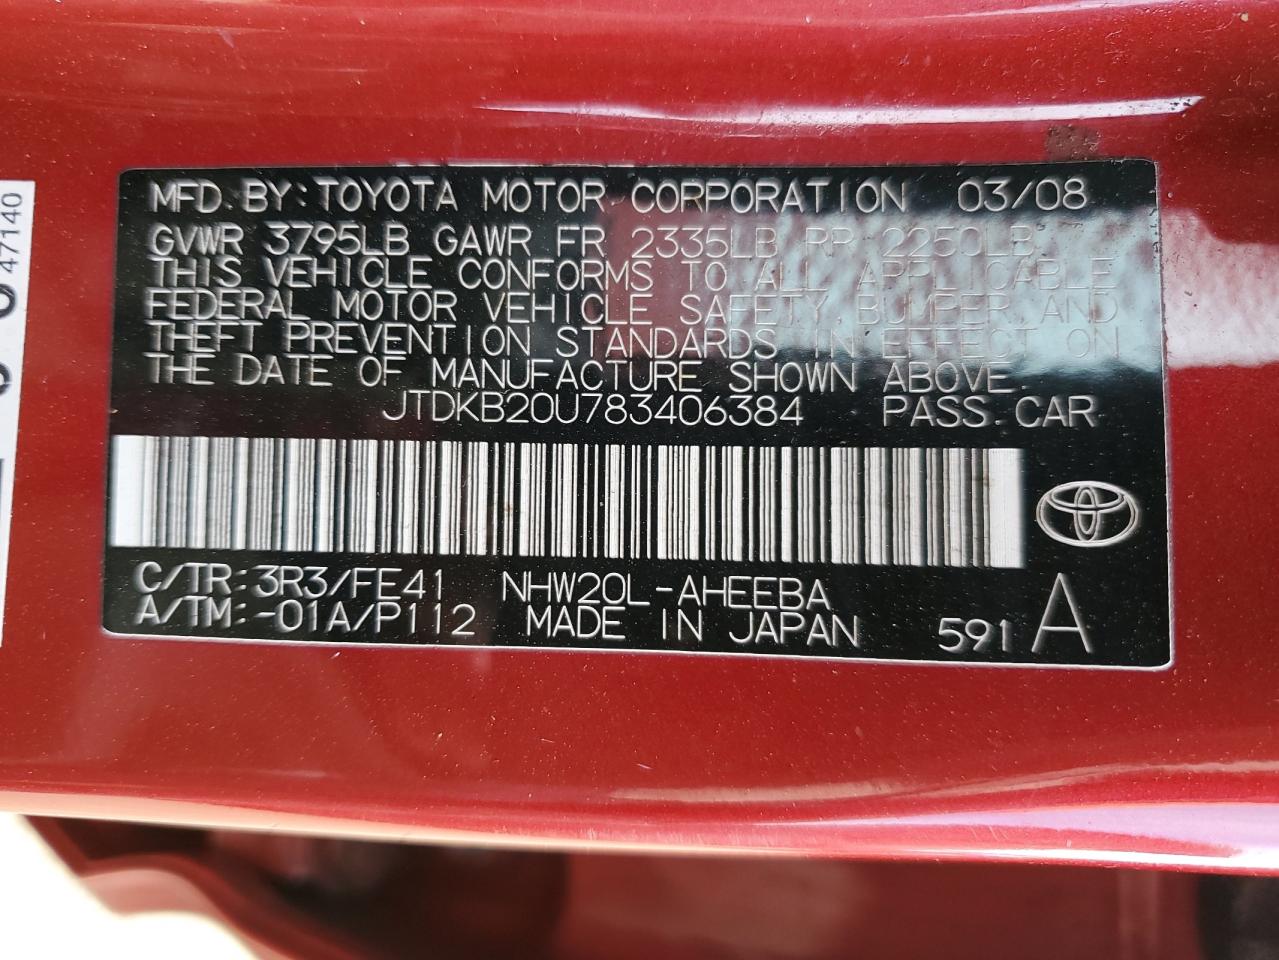 MFD. BY: TOYOTA MOTOR CORPORATION 03/08
GVWR 3795LB GAWR FR 2335LB RR 2250LB
THIS VEHICLE CONFORMS TO ALL APPLICABLE
FEDERAL MOTOR VEHICLE SAFETY BUMPER AND
THEFT PREVENTION STANDARDS IN EFFECT ON
THE DATE OF MANUFACTURE SHOWN ABOVE.
JTDKB20U783406384 PASS. CAR
C/TR: 3R3/FE41 NHW20L-AHEEBA
A/TM: -01A/P112 MADE IN JAPAN 591 A
47140